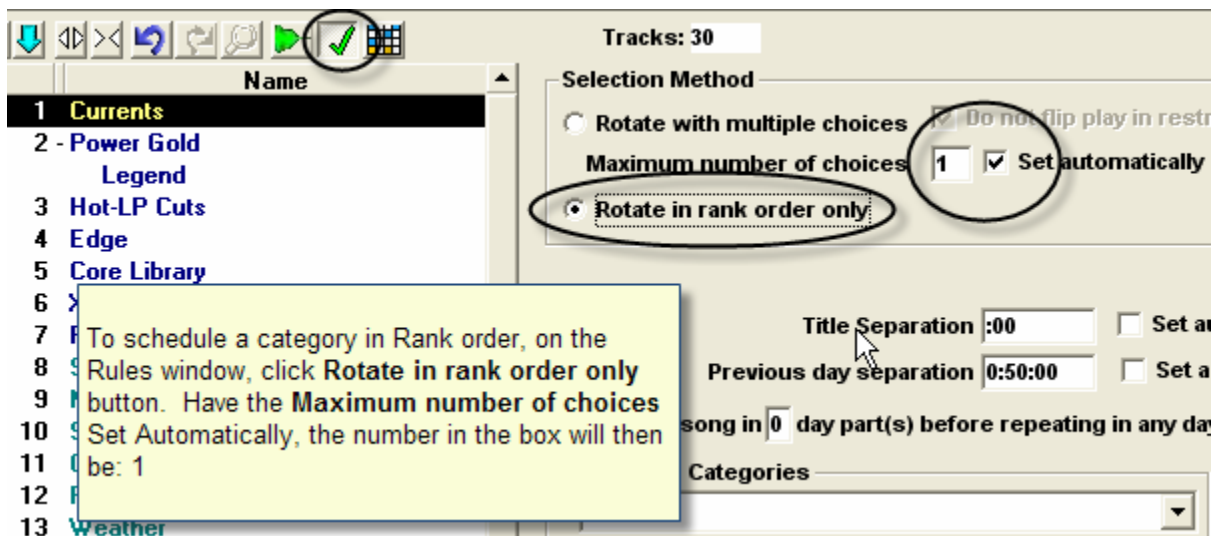 Tracks: 30
Name
1 Currents
2 - Power Gold
Legend
3 Hot-LP Cuts
4 Edge
5 Core Library
6
7
8
9
10
11
12
13 Weather
Selection Method
Rotate with multiple choices
Do not flip play in
Maximum number of choices 1 Set automatically
Rotate in rank order only
Title Separation :00 Set
Previous day separation 0:50:00 Set
song in 0 day part(s) before repeating in any
Categories
To schedule a category in Rank order, on the
Rules window, click Rotate in rank order only
button. Have the Maximum number of choices
Set Automatically, the number in the box will then
be: 1